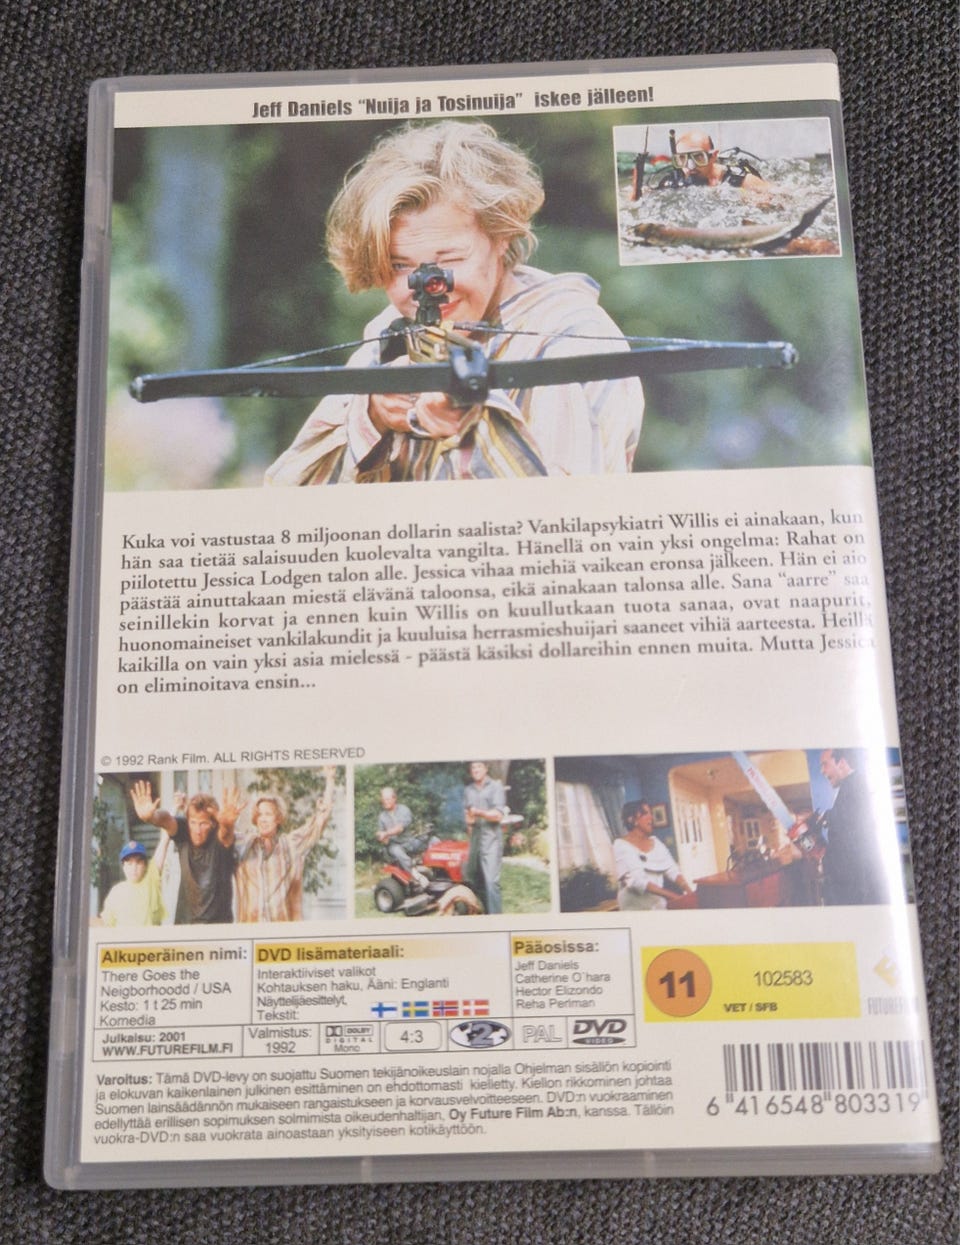 Jeff Daniels "Nuija ja Tosinuija" iskee jälleen!
Kuka voi vastustaa 8 miljoonan dollarin saalista? Vankilapsykiatri Willis ei ainakaan, kun
hän saa tietää salaisuuden kuolevalta vangilta. Hänellä on vain yksi ongelma: Rahat on
piilotettu Jessica Lodgen talon alle. Jessica vihaa miehiä vaikean eronsa jälkeen. Hän ei aio
päästää ainuttakaan miestä elävänä taloonsa, eikä ainakaan talonsa alle. Sana "aarre" saa
seinillekin korvat ja ennen kuin Willis on kuullutkaan tuota sanaa, ovat naapurit,
huonomaineiset vankilakundit ja kuuluisa herrasmieshuijari saaneet vihiä aarteesta. Heillä
kaikilla on vain yksi asia mielessä - päästä käsiksi dollareihin ennen muita. Mutta Jessica
on eliminoitava ensin...
© 1992 Rank Film. ALL RIGHTS RESERVED
Alkuperäinen nimi:
There Goes the
Neigborhoodd / USA
Kesto: 1 t 25 min
Komedia
Julkaisu: 2001
WWW.FUTUREFILM.FI
DVD lisämateriaali:
Interaktiiviset valikot
Kohtauksen haku, Ääni: Englanti
Näyttelijäesittelyt,
Tekstit:
Valmistus:
1992
DOLBY
DIGITAL
Mono
4:3
2
PAL
DVD
VIDEO
Pääosissa:
Jeff Daniels
Catherine O'hara
Hector Elizondo
Reha Perlman
11
102583
VET / SFB
FUTUREFILM
Varoitus: Tämä DVD-levy on suojattu Suomen tekijänoikeuslain nojalla Ohjelman sisällön kopiointi
ja elokuvan kaikenlainen julkinen esittäminen on ehdottomasti kielletty. Kiellon rikkominen johtaa
Suomen lainsäädännön mukaiseen rangaistukseen ja korvausvelvoitteeseen. DVD:n vuokraaminen
edellyttää erillisen sopimuksen solmimista oikeudenhaltijan, Oy Future Film Ab:n, kanssa. Tällöin
vuokra-DVD:n saa vuokrata ainoastaan yksityiseen kotikäyttöön.
6 416548 803319